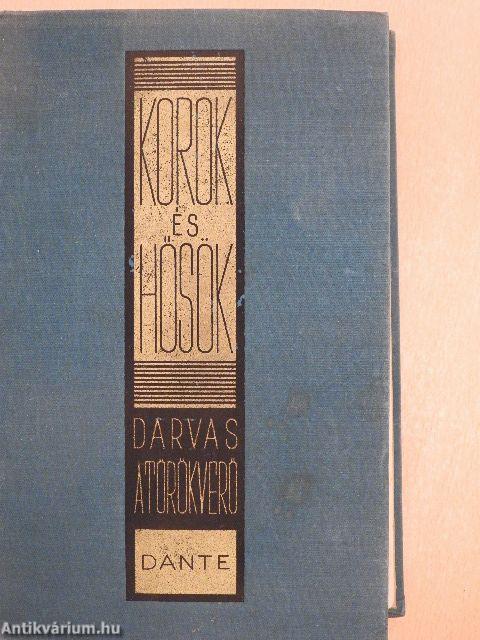 KOROK
ÉS
HŐSÖK
DARVAS
A TÖRÖKVERŐ
DANTE
Antikvárium.hu